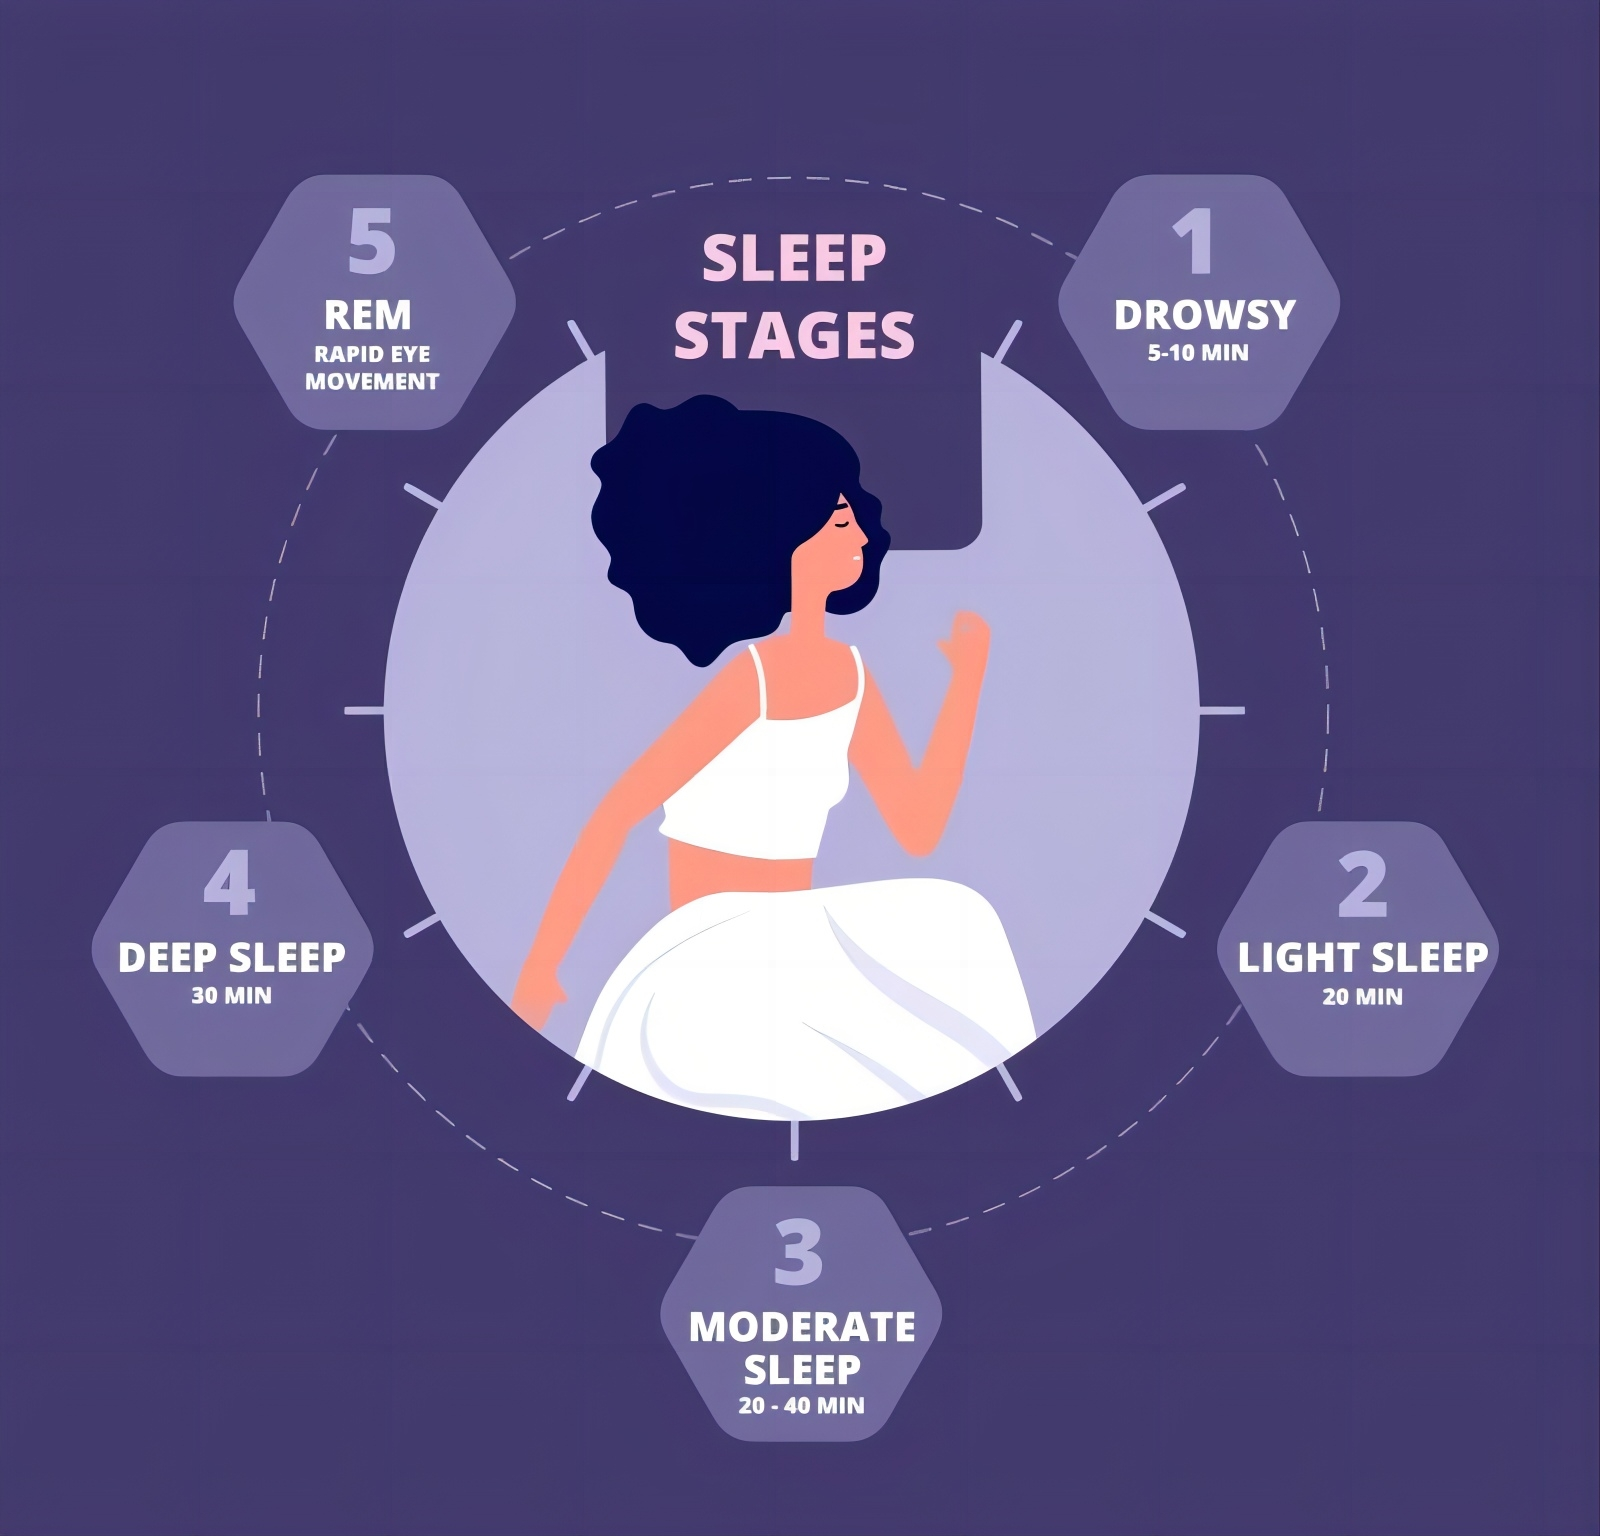 SLEEP
STAGES
1
DROWSY
5-10 MIN
2
LIGHT SLEEP
20 MIN
3
MODERATE
SLEEP
20 - 40 MIN
4
DEEP SLEEP
30 MIN
5
REM
RAPID EYE
MOVEMENT